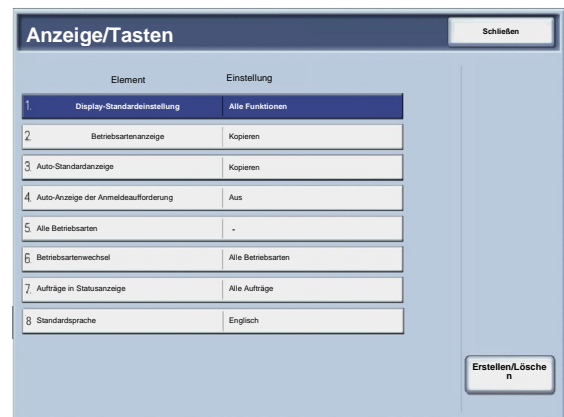 Anzeige/Tasten
Schließen
Element Einstellung
1. Display-Standardeinstellung Alle Funktionen
2. Betriebsartenanzeige Kopieren
3. Auto-Standardanzeige Kopieren
4. Auto-Anzeige der Anmeldeaufforderung Aus
5. Alle Betriebsarten -
6. Betriebsartenwechsel Alle Betriebsarten
7. Aufträge in Statusanzeige Alle Aufträge
8 Standardsprache Englisch
Erstellen/Lösche
n